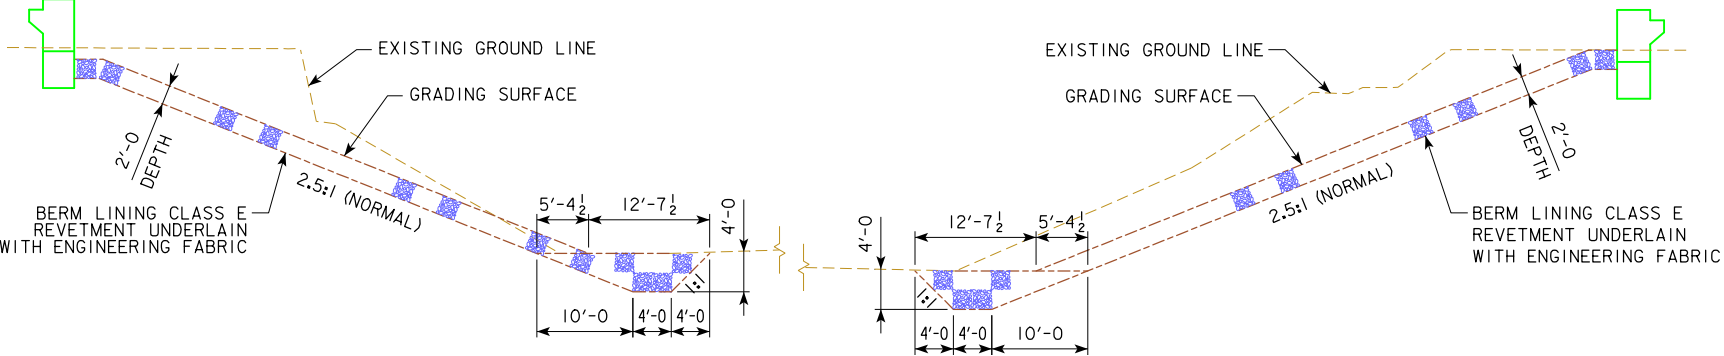 EXISTING GROUND LINE
GRADING SURFACE
2'-0
DEPTH
2.5:1 (NORMAL)
BERM LINING CLASS E
REVETMENT UNDERLAIN
WITH ENGINEERING FABRIC
5'-4½
12'-7½
4'-0
1:1
10'-0
4'-0
4'-0
EXISTING GROUND LINE
GRADING SURFACE
2'-0
DEPTH
2.5:1 (NORMAL)
BERM LINING CLASS E
REVETMENT UNDERLAIN
WITH ENGINEERING FABRIC
12'-7½
5'-4½
4'-0
1:1
4'-0
4'-0
10'-0